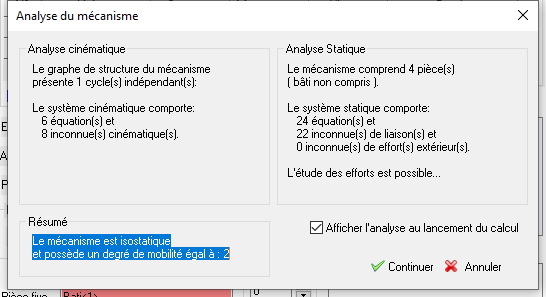 Analyse du mécanisme
Analyse cinématique
Le graphe de structure du mécanisme
présente 1 cycle(s) indépendant(s):
Le système cinématique comporte:
6 équation(s) et
8 inconnue(s) cinématique(s).
Analyse Statique
Le mécanisme comprend 4 pièce(s)
( bâti non compris ).
Le système statique comporte:
24 équation(s) et
22 inconnue(s) de liaison(s) et
0 inconnue(s) de effort(s) extérieur(s).
L'étude des efforts est possible...
Résumé
Le mécanisme est isostatique
et possède un degré de mobilité égal à : 2
Afficher l'analyse au lancement du calcul
Continuer
Annuler